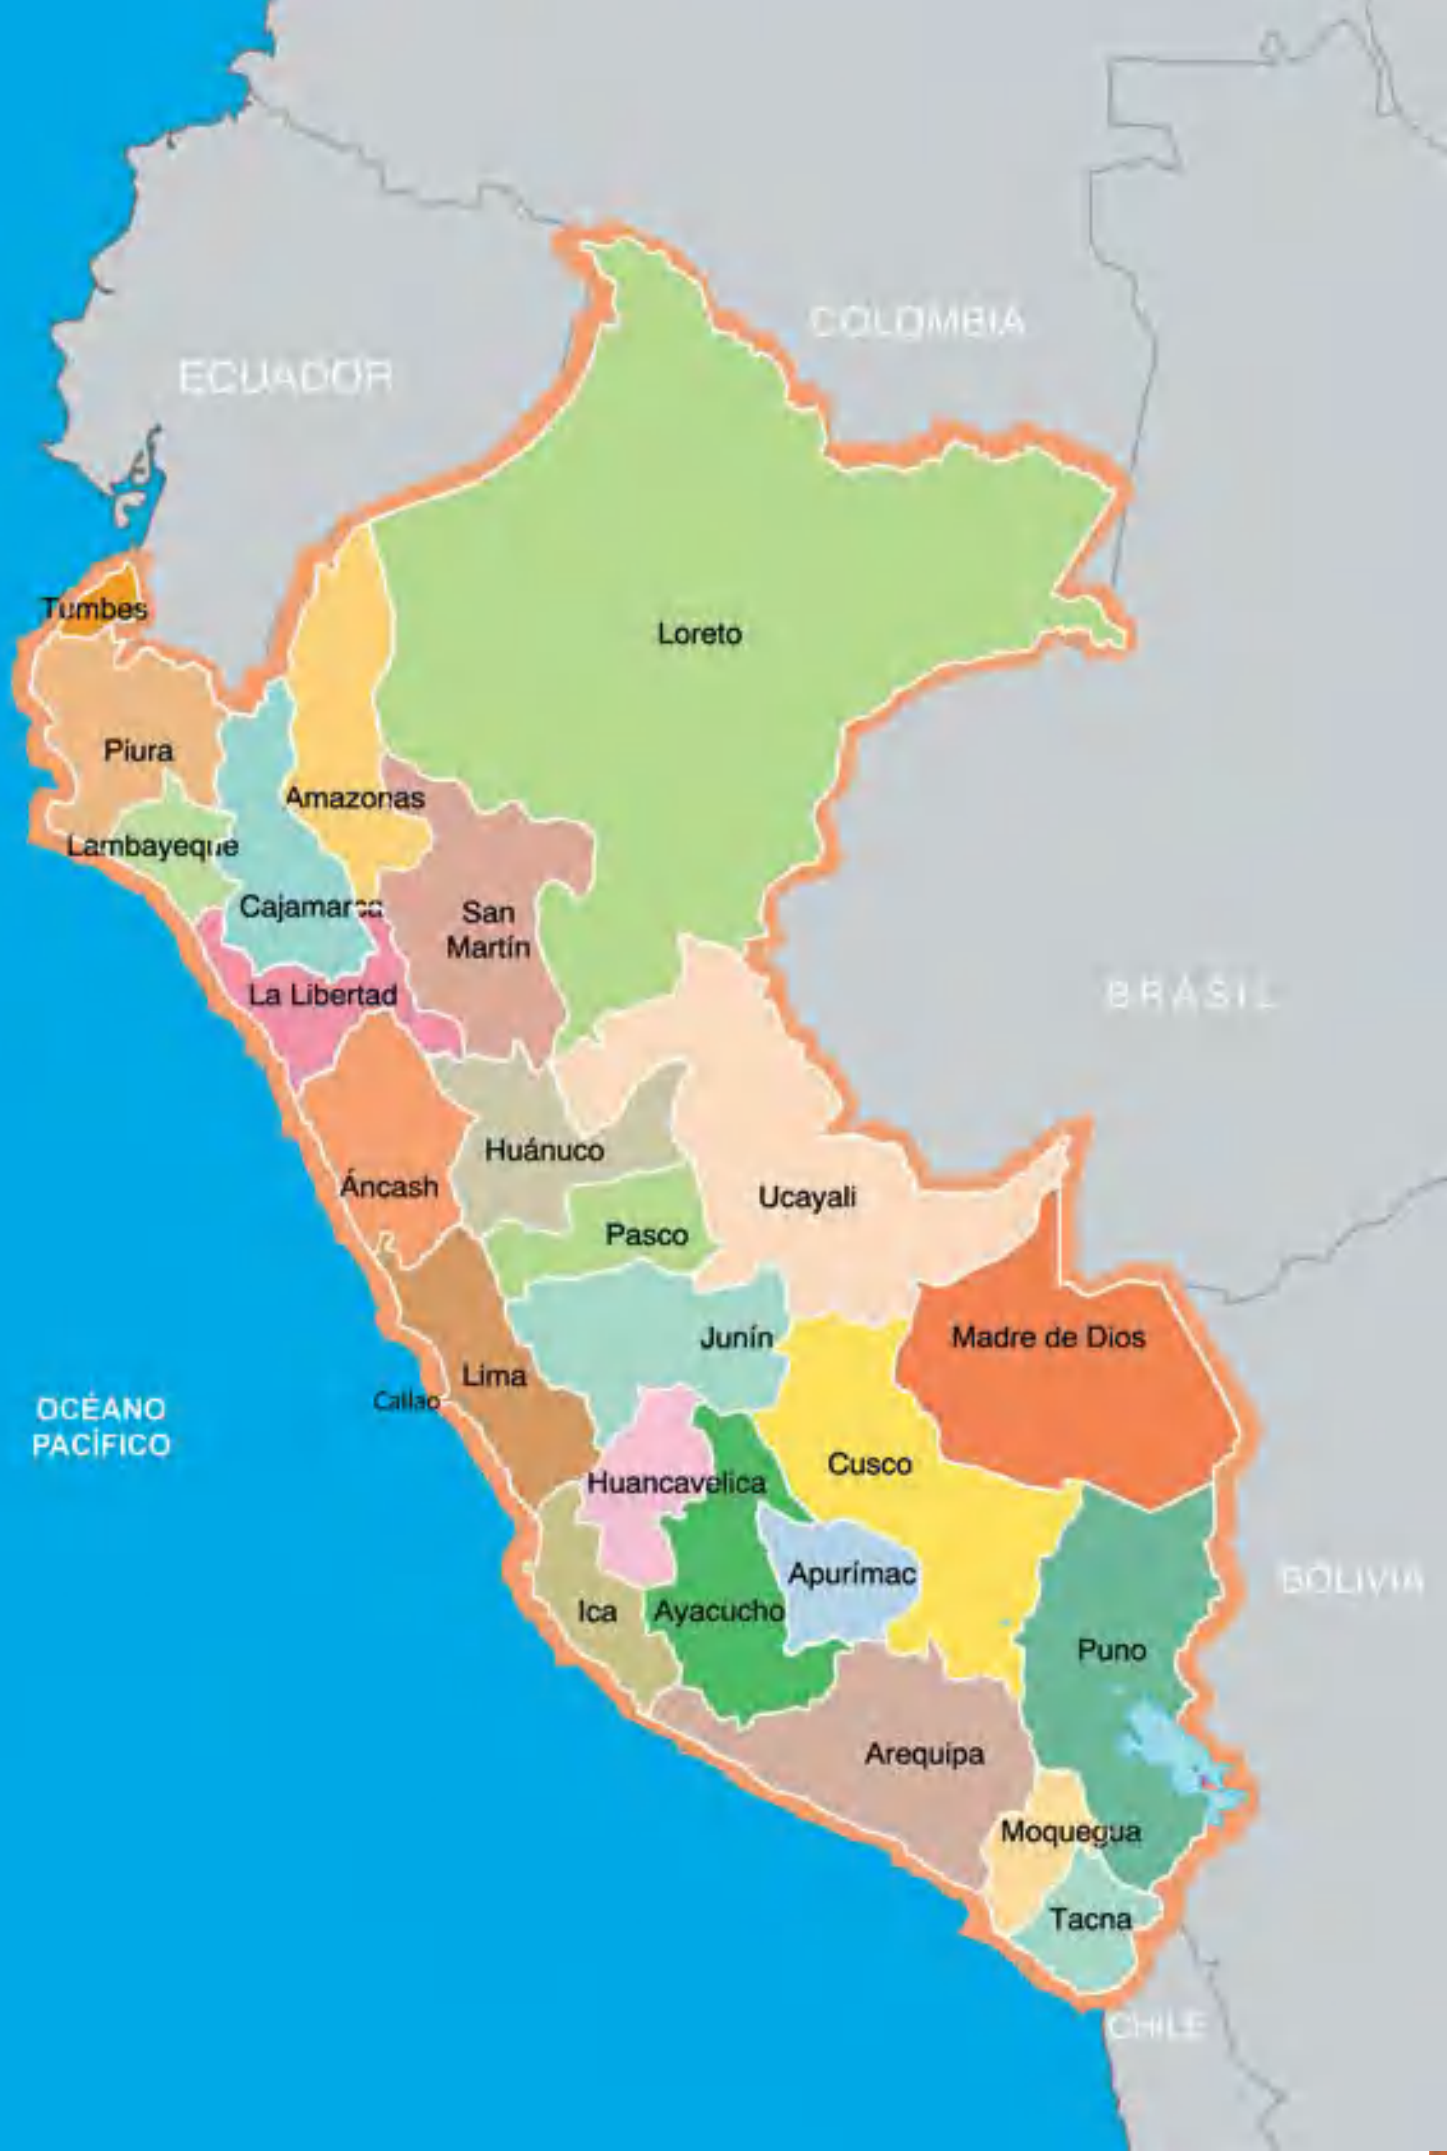 COLOMBIA
ECUADOR
Tumbes
Loreto
Piura
Amazonas
Lambayeque
Cajamarca
San
Martín
La Libertad
BRASIL
Huánuco
Áncash
Ucayali
Pasco
Junín
Madre de Dios
Lima
Callao
OCÉANO
PACÍFICO
Cusco
Huancavelica
Apurímac
BOLIVIA
Ica
Ayacucho
Puno
Arequipa
Moquegua
Tacna
CHILE